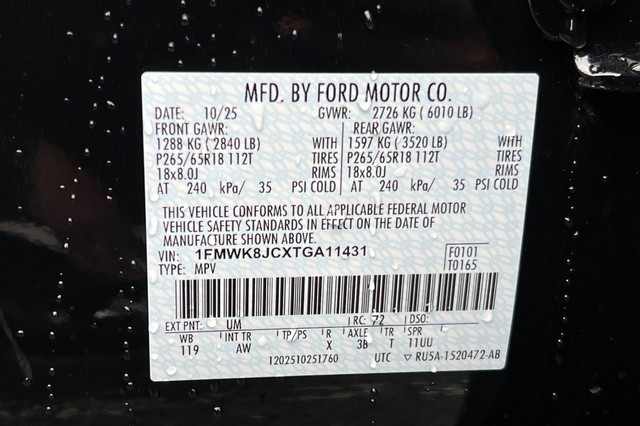 MFD. BY FORD MOTOR CO.
DATE: 10/25 GVWR: 2726 KG ( 6010 LB)
FRONT GAWR: REAR GAWR:
1288 KG ( 2840 LB) WITH 1597 KG ( 3520 LB) WITH
P265/65R18 112T TIRES P265/65R18 112T TIRES
18x8.0J RIMS 18x8.0J RIMS
AT 240 kPa/ 35 PSI COLD AT 240 kPa/ 35 PSI COLD
THIS VEHICLE CONFORMS TO ALL APPLICABLE FEDERAL MOTOR
VEHICLE SAFETY STANDARDS IN EFFECT ON THE DATE OF
MANUFACTURE SHOWN ABOVE.
VIN: 1FMWK8JCXTGA11431 F0101
TYPE: MPV T0165
EXT PNT: UM RC: 72 DSO:
WB INT TR TP/PS R AXLE TR SPR
119 AW X 3B T 11UU
1202510251760 UTC ▽ RU5A-1520472-AB